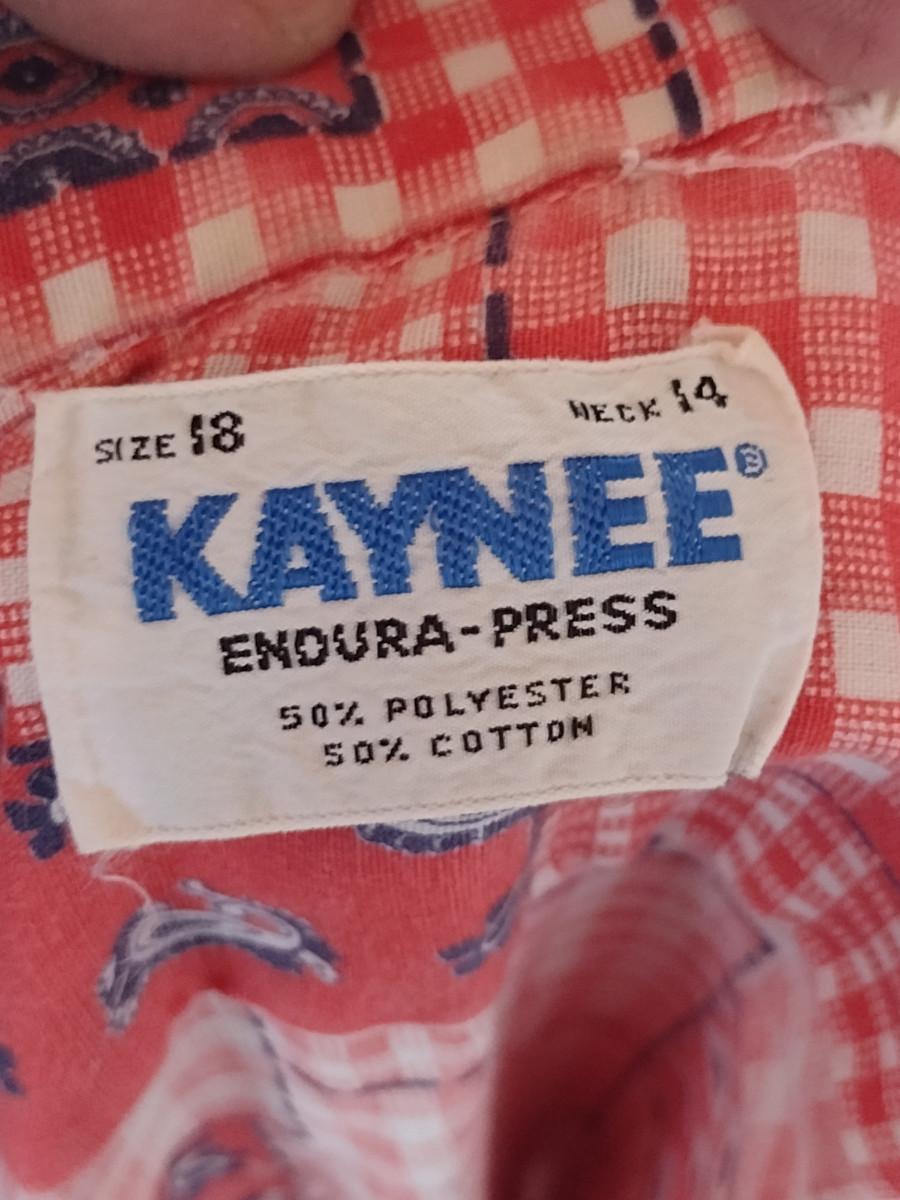 SIZE 18 NECK 14
KAYNEE®
ENDURA-PRESS
50% POLYESTER
50% COTTON